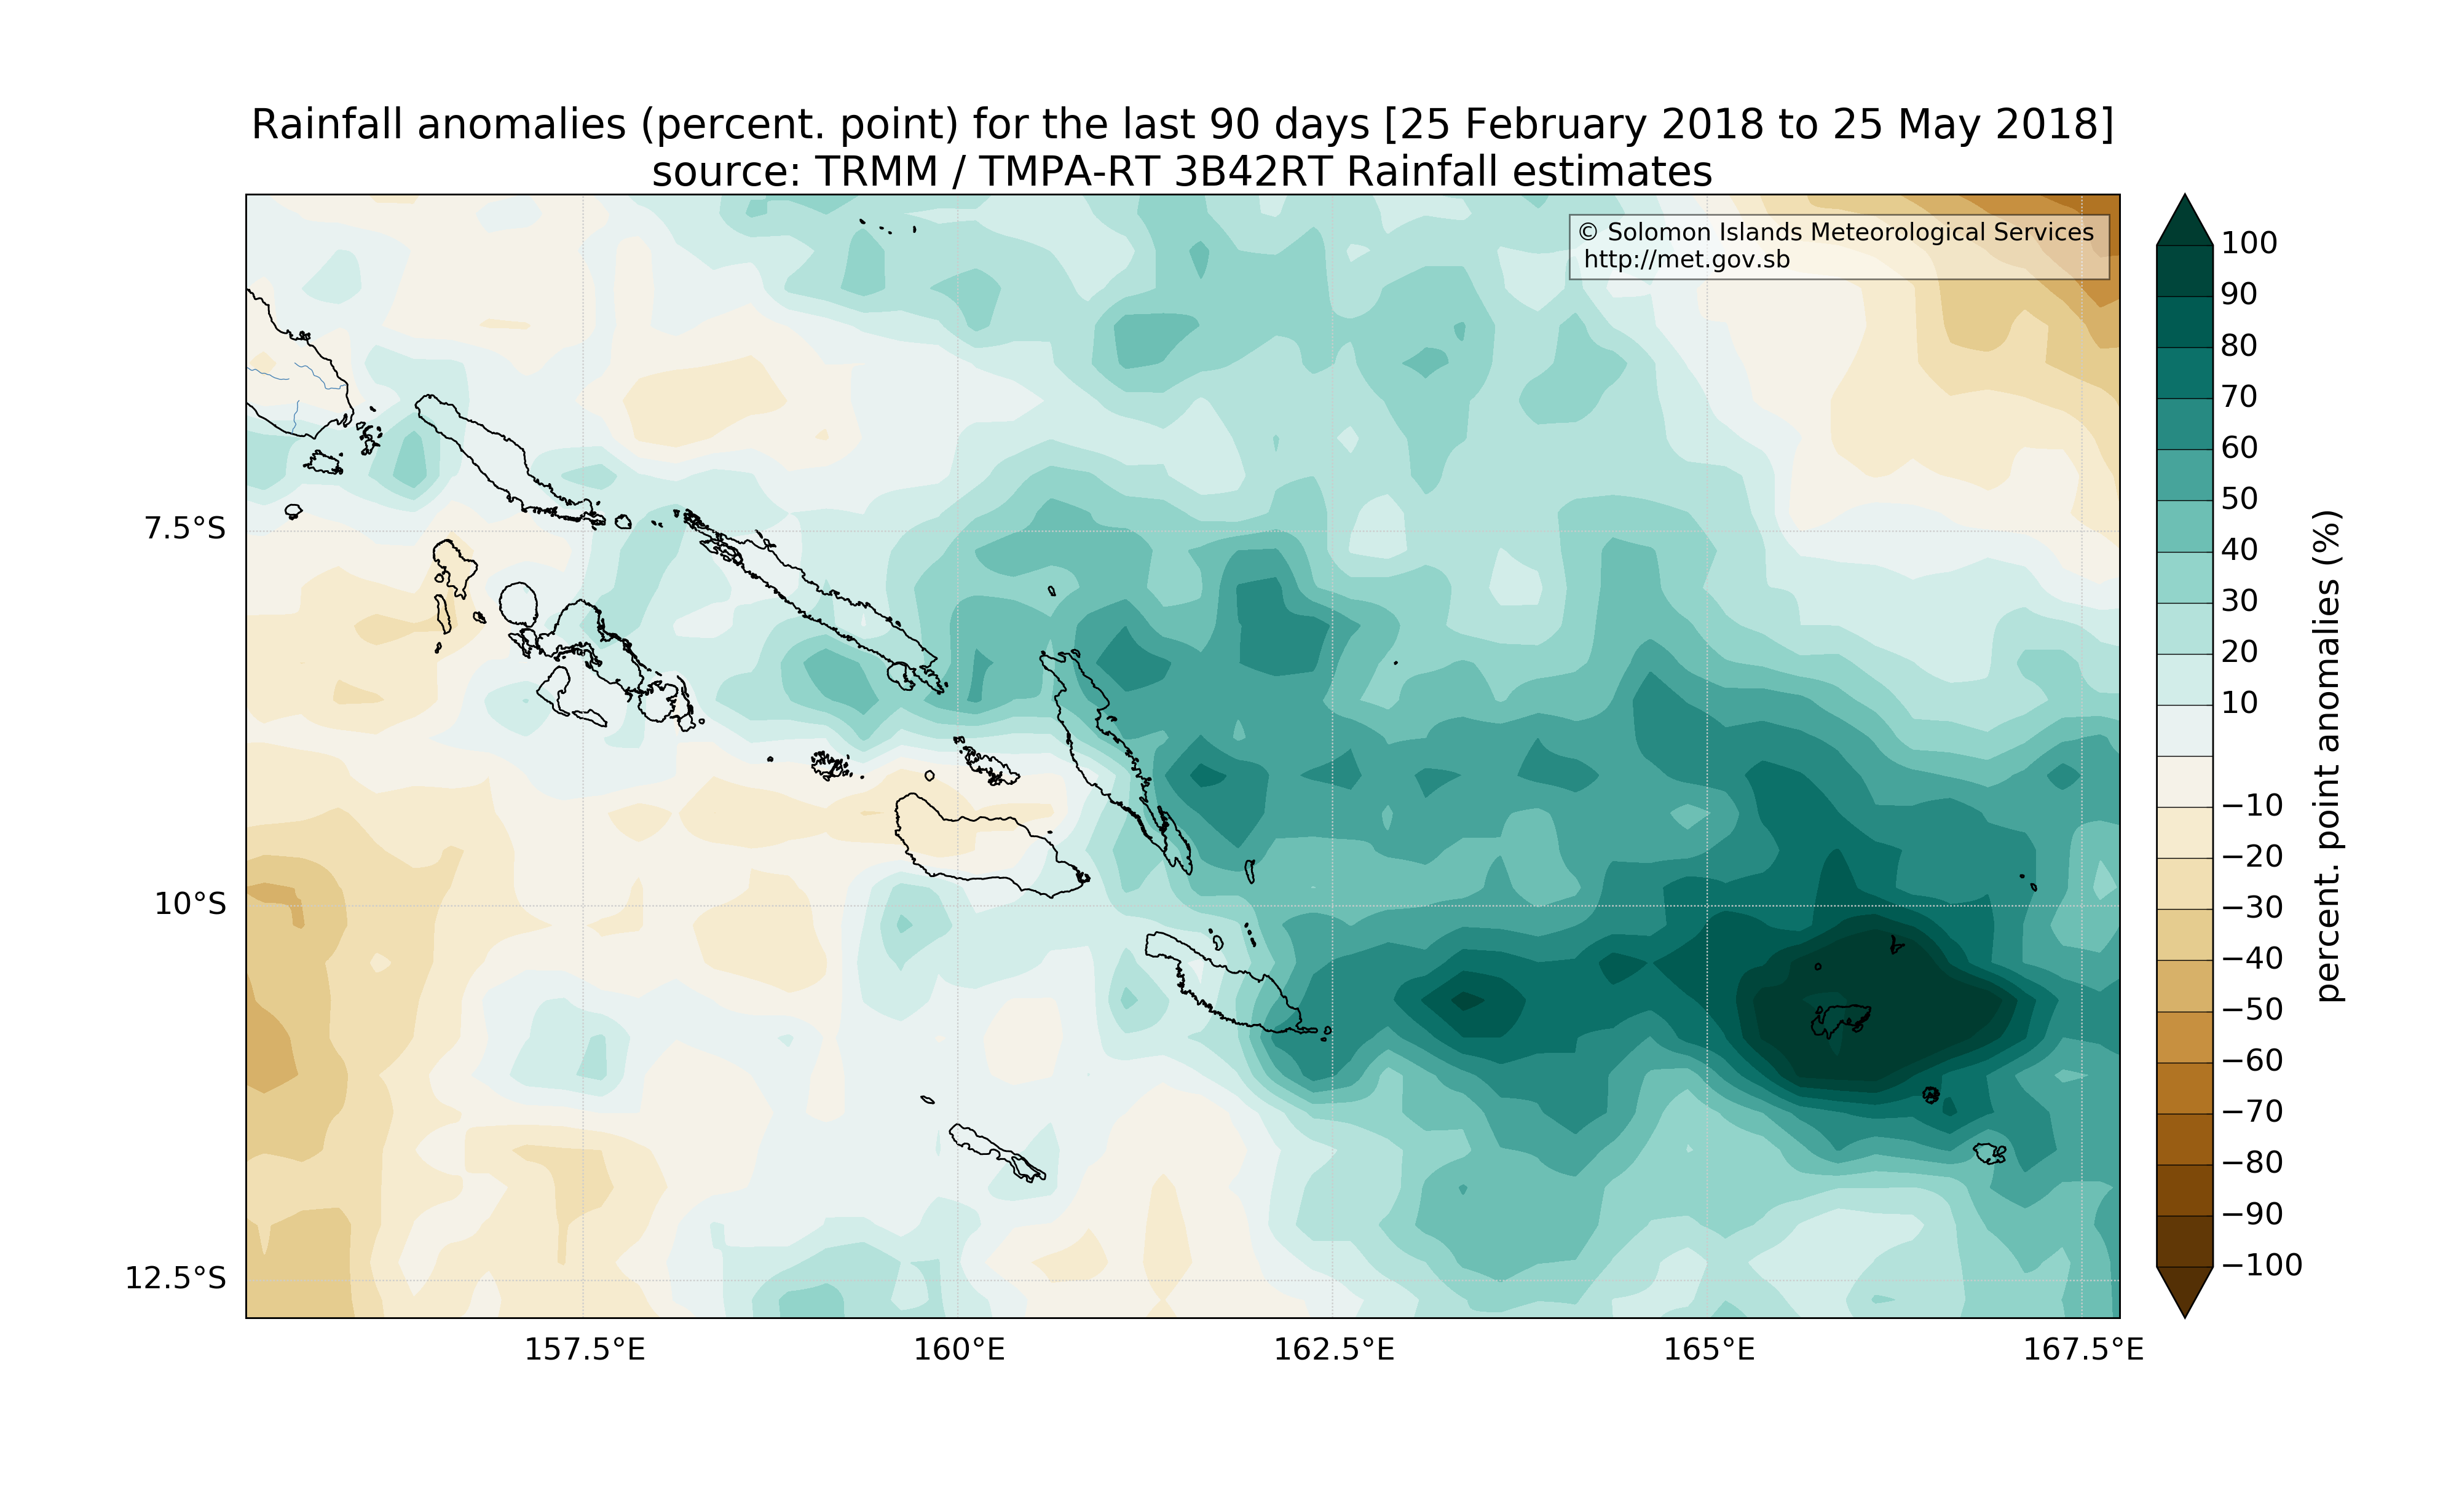 Rainfall anomalies (percent. point) for the last 90 days [25 February 2018 to 25 May 2018]
source: TRMM / TMPA-RT 3B42RT Rainfall estimates
© Solomon Islands Meteorological Services
http://met.gov.sb
7.5°S
10°S
12.5°S
157.5°E
160°E
162.5°E
165°E
167.5°E
100
90
80
70
60
50
40
30
20
10
−10
−20
−30
−40
−50
−60
−70
−80
−90
−100
percent. point anomalies (%)